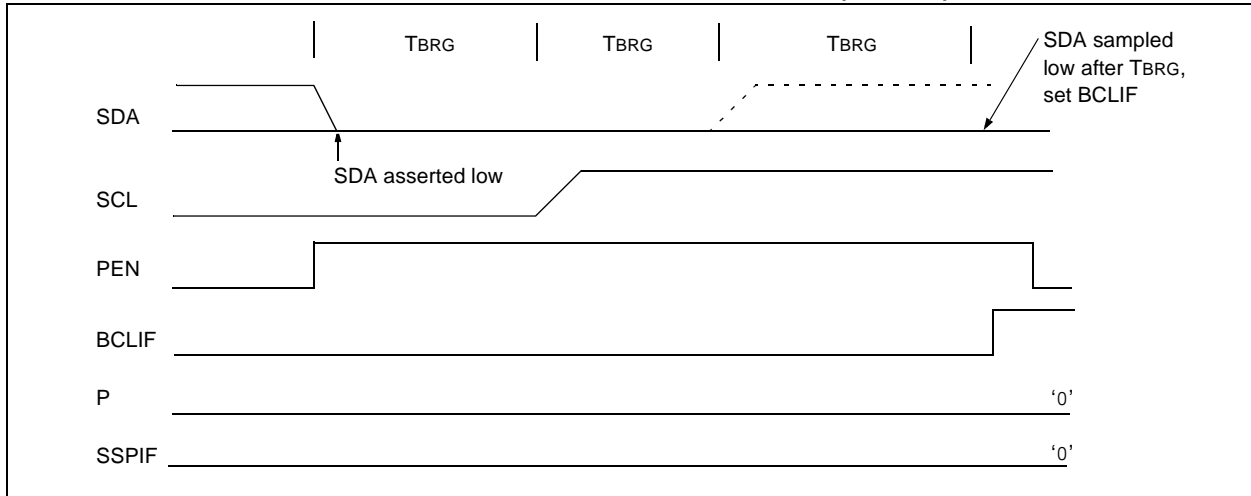 TBRG TBRG TBRG
SDA sampled
low after TBRG,
set BCLIF
SDA
SDA asserted low
SCL
PEN
BCLIF
P
'0'
SSPIF
'0'